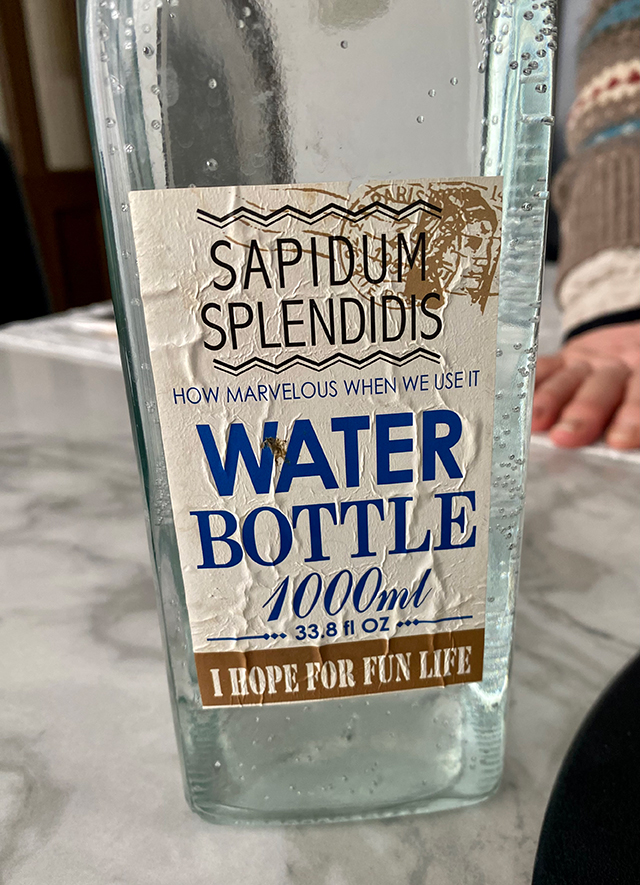 PARIS
SAPIDUM
SPLENDIDIS
HOW MARVELOUS WHEN WE USE IT
WATER
BOTTLE
1000ml
33.8 fl OZ
I HOPE FOR FUN LIFE